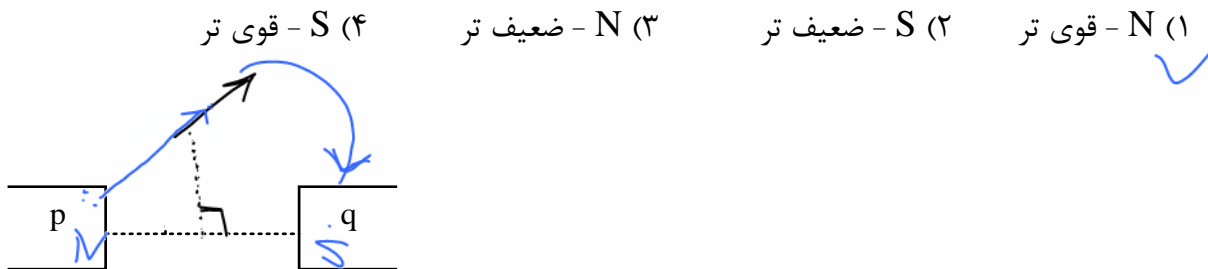 ۱) N - قوی تر ۲) S - ضعیف تر ۳) N - ضعیف تر ۴) S - قوی تر
p q
N S